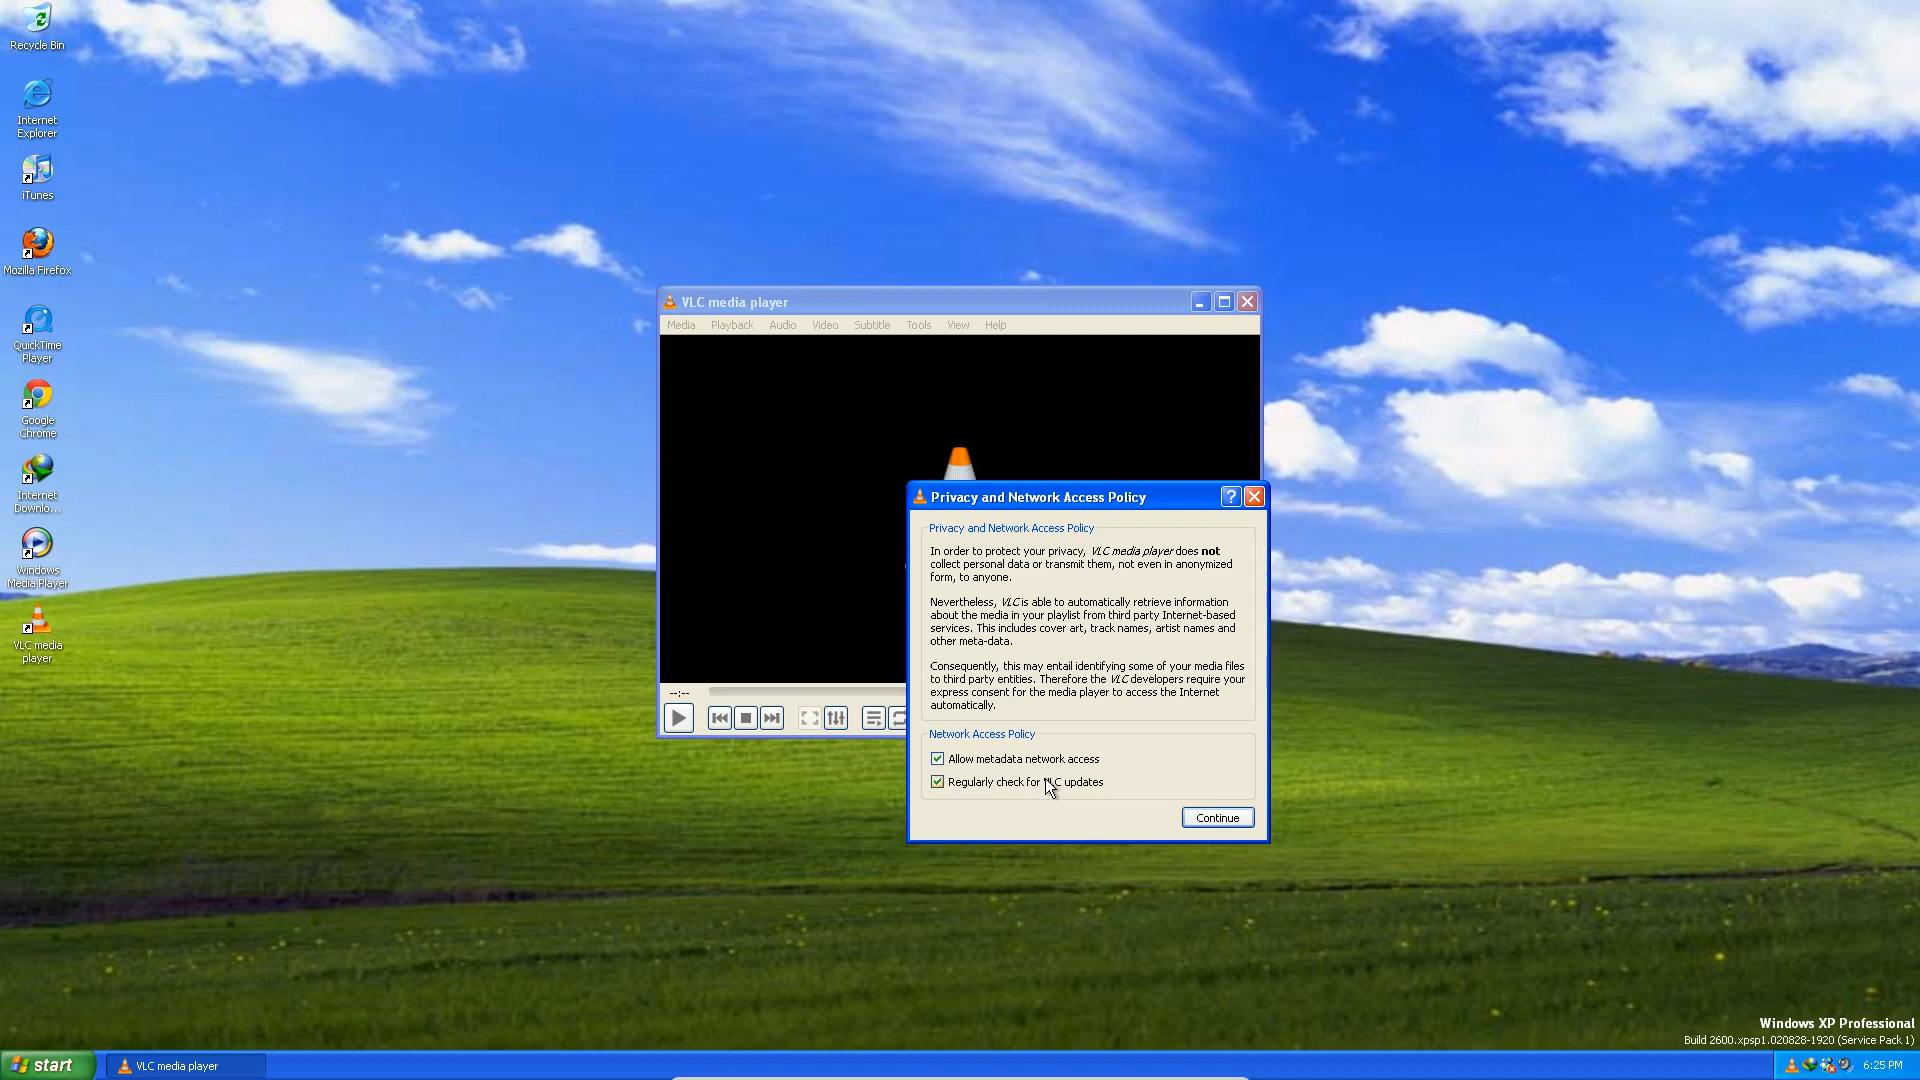 Recycle Bin
Internet
Explorer
iTunes
Mozilla Firefox
QuickTime
Player
Google
Chrome
Internet
Downlo...
Windows
Media Player
VLC media
player
VLC media player
Media Playback Audio Video Subtitle Tools View Help
--:--
Privacy and Network Access Policy
Privacy and Network Access Policy
In order to protect your privacy, VLC media player does not
collect personal data or transmit them, not even in anonymized
form, to anyone.
Nevertheless, VLC is able to automatically retrieve information
about the media in your playlist from third party Internet-based
services. This includes cover art, track names, artist names and
other meta-data.
Consequently, this may entail identifying some of your media files
to third party entities. Therefore the VLC developers require your
express consent for the media player to access the Internet
automatically.
Network Access Policy
Allow metadata network access
Regularly check for VLC updates
Continue
Windows XP Professional
Build 2600.xpsp1.020828-1920 (Service Pack 1)
start
VLC media player
6:25 PM